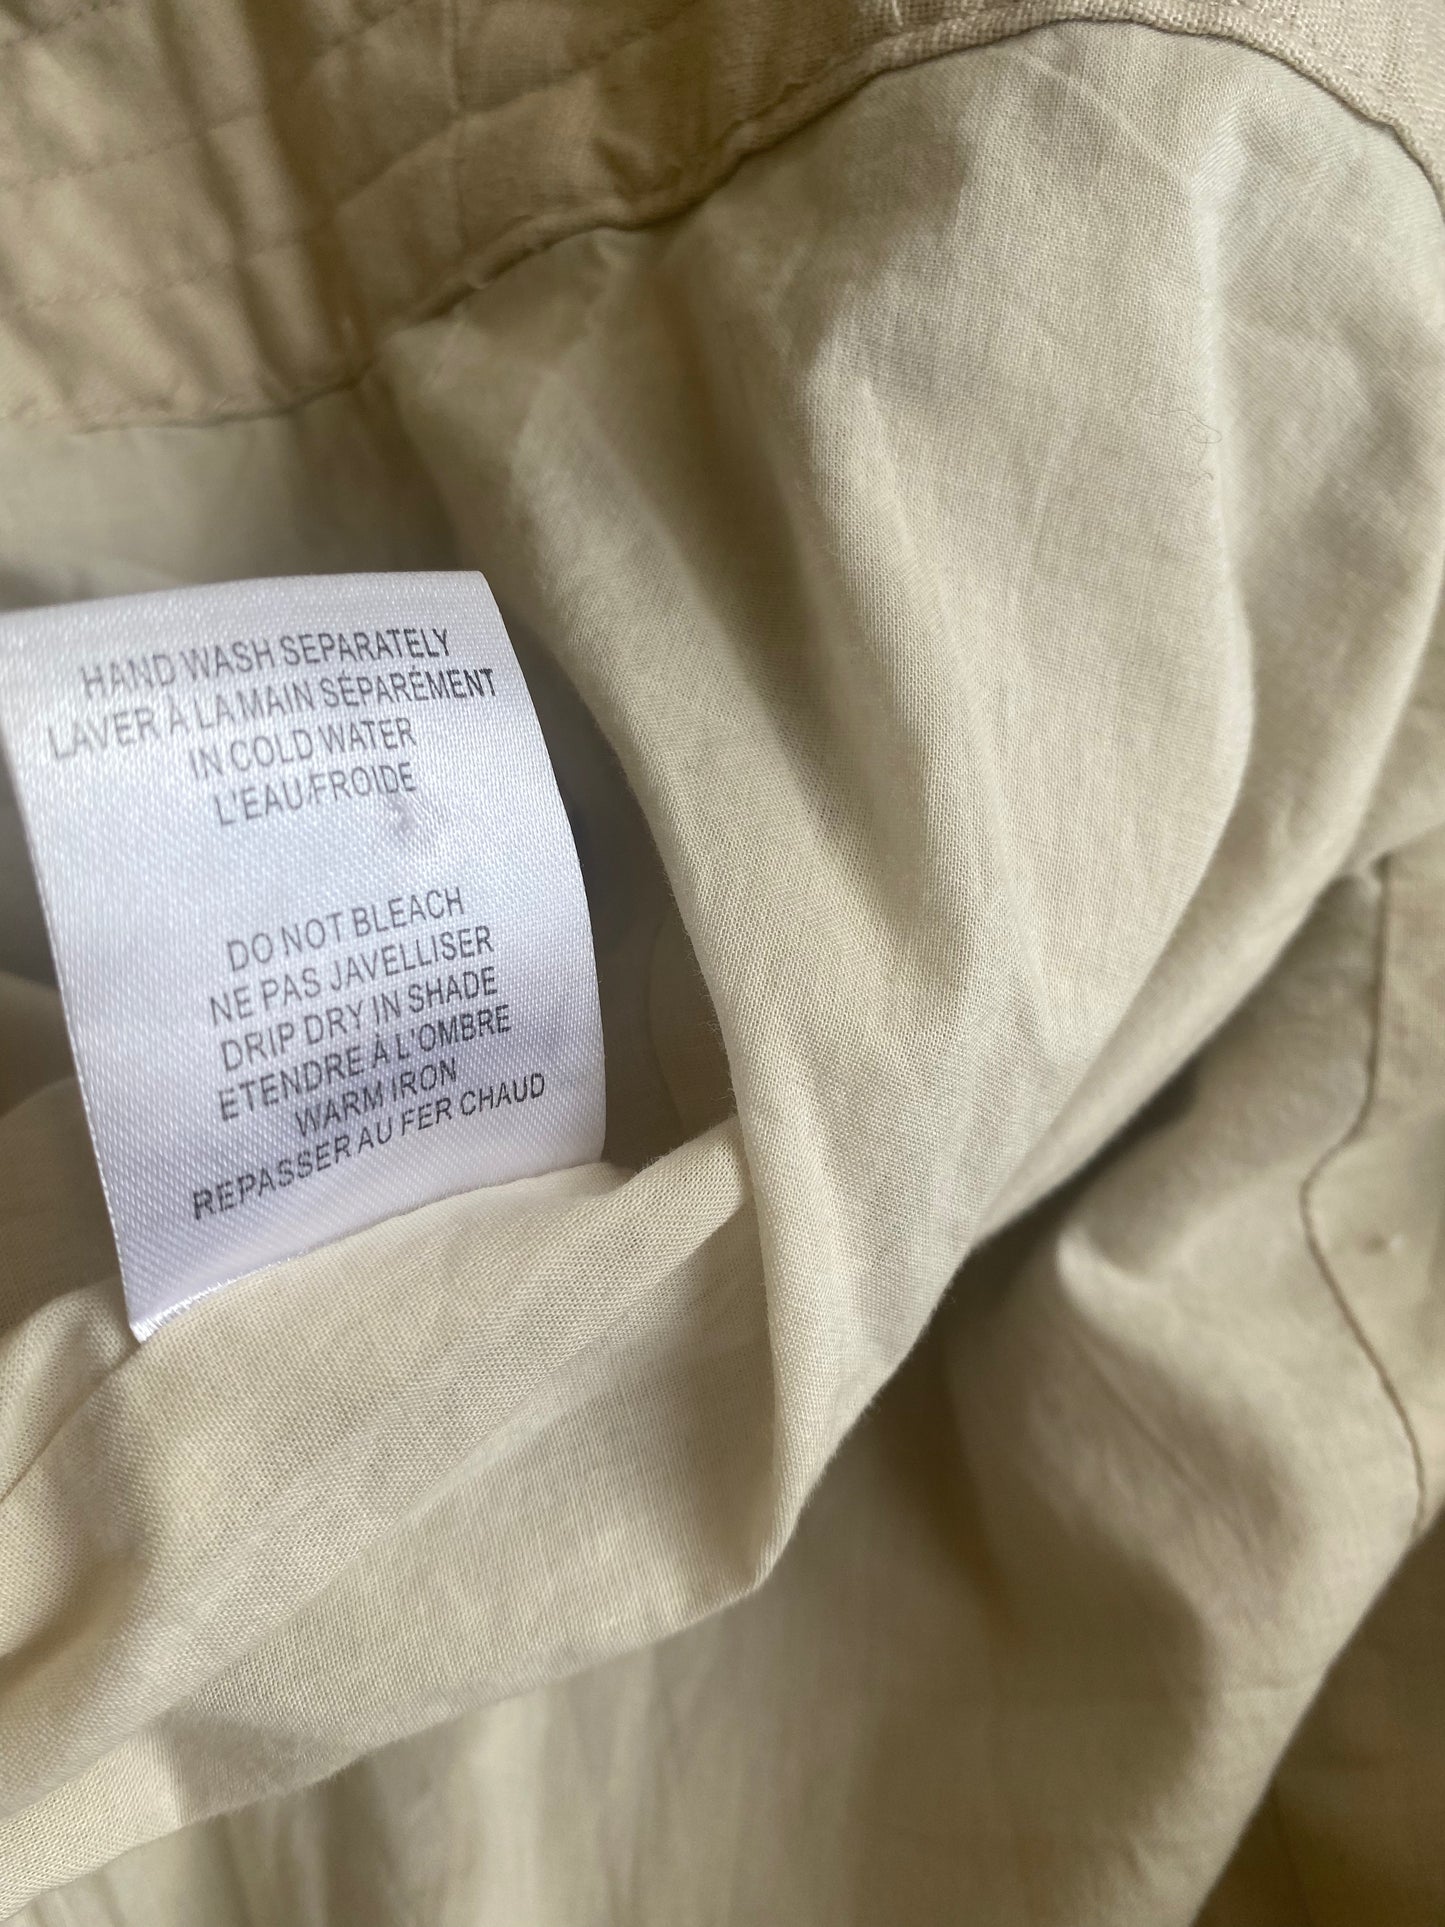 HAND WASH SEPARATELY
LAVER À LA MAIN SÉPARÉMENT
IN COLD WATER
L'EAU FROIDE
DO NOT BLEACH
NE PAS JAVELLISER
DRIP DRY IN SHADE
ETENDRE À L'OMBRE
WARM IRON
REPASSER AU FER CHAUD